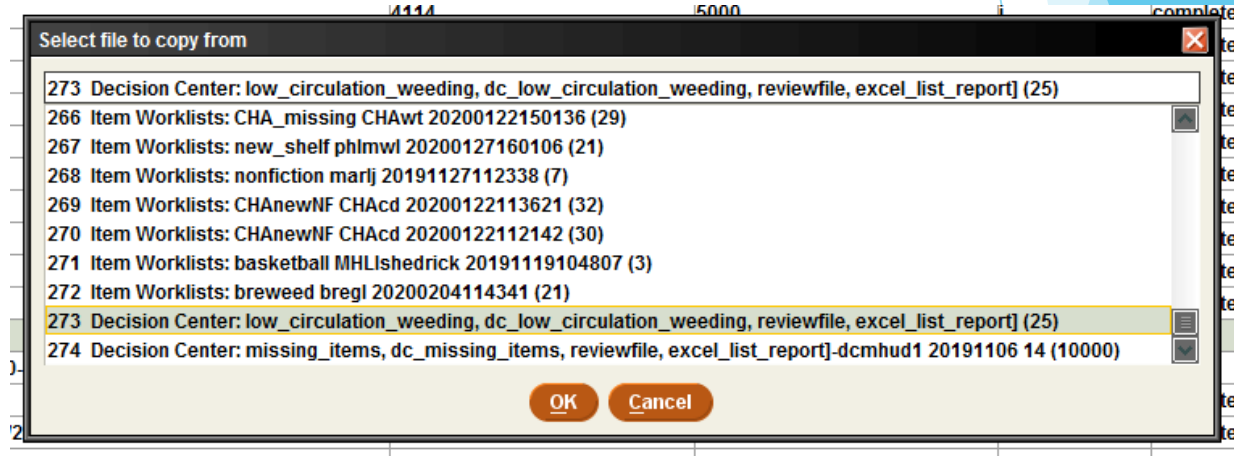 4114 5000 i complete
Select file to copy from
273 Decision Center: low_circulation_weeding, dc_low_circulation_weeding, reviewfile, excel_list_report] (25)
266 Item Worklists: CHA_missing CHAwt 20200122150136 (29)
267 Item Worklists: new_shelf phlmwl 20200127160106 (21)
268 Item Worklists: nonfiction marlj 20191127112338 (7)
269 Item Worklists: CHAnewNF CHAcd 20200122113621 (32)
270 Item Worklists: CHAnewNF CHAcd 20200122112142 (30)
271 Item Worklists: basketball MHLlshedrick 20191119104807 (3)
272 Item Worklists: breweed bregl 20200204114341 (21)
273 Decision Center: low_circulation_weeding, dc_low_circulation_weeding, reviewfile, excel_list_report] (25)
274 Decision Center: missing_items, dc_missing_items, reviewfile, excel_list_report]-dcmhud1 20191106 14 (10000)
OK Cancel